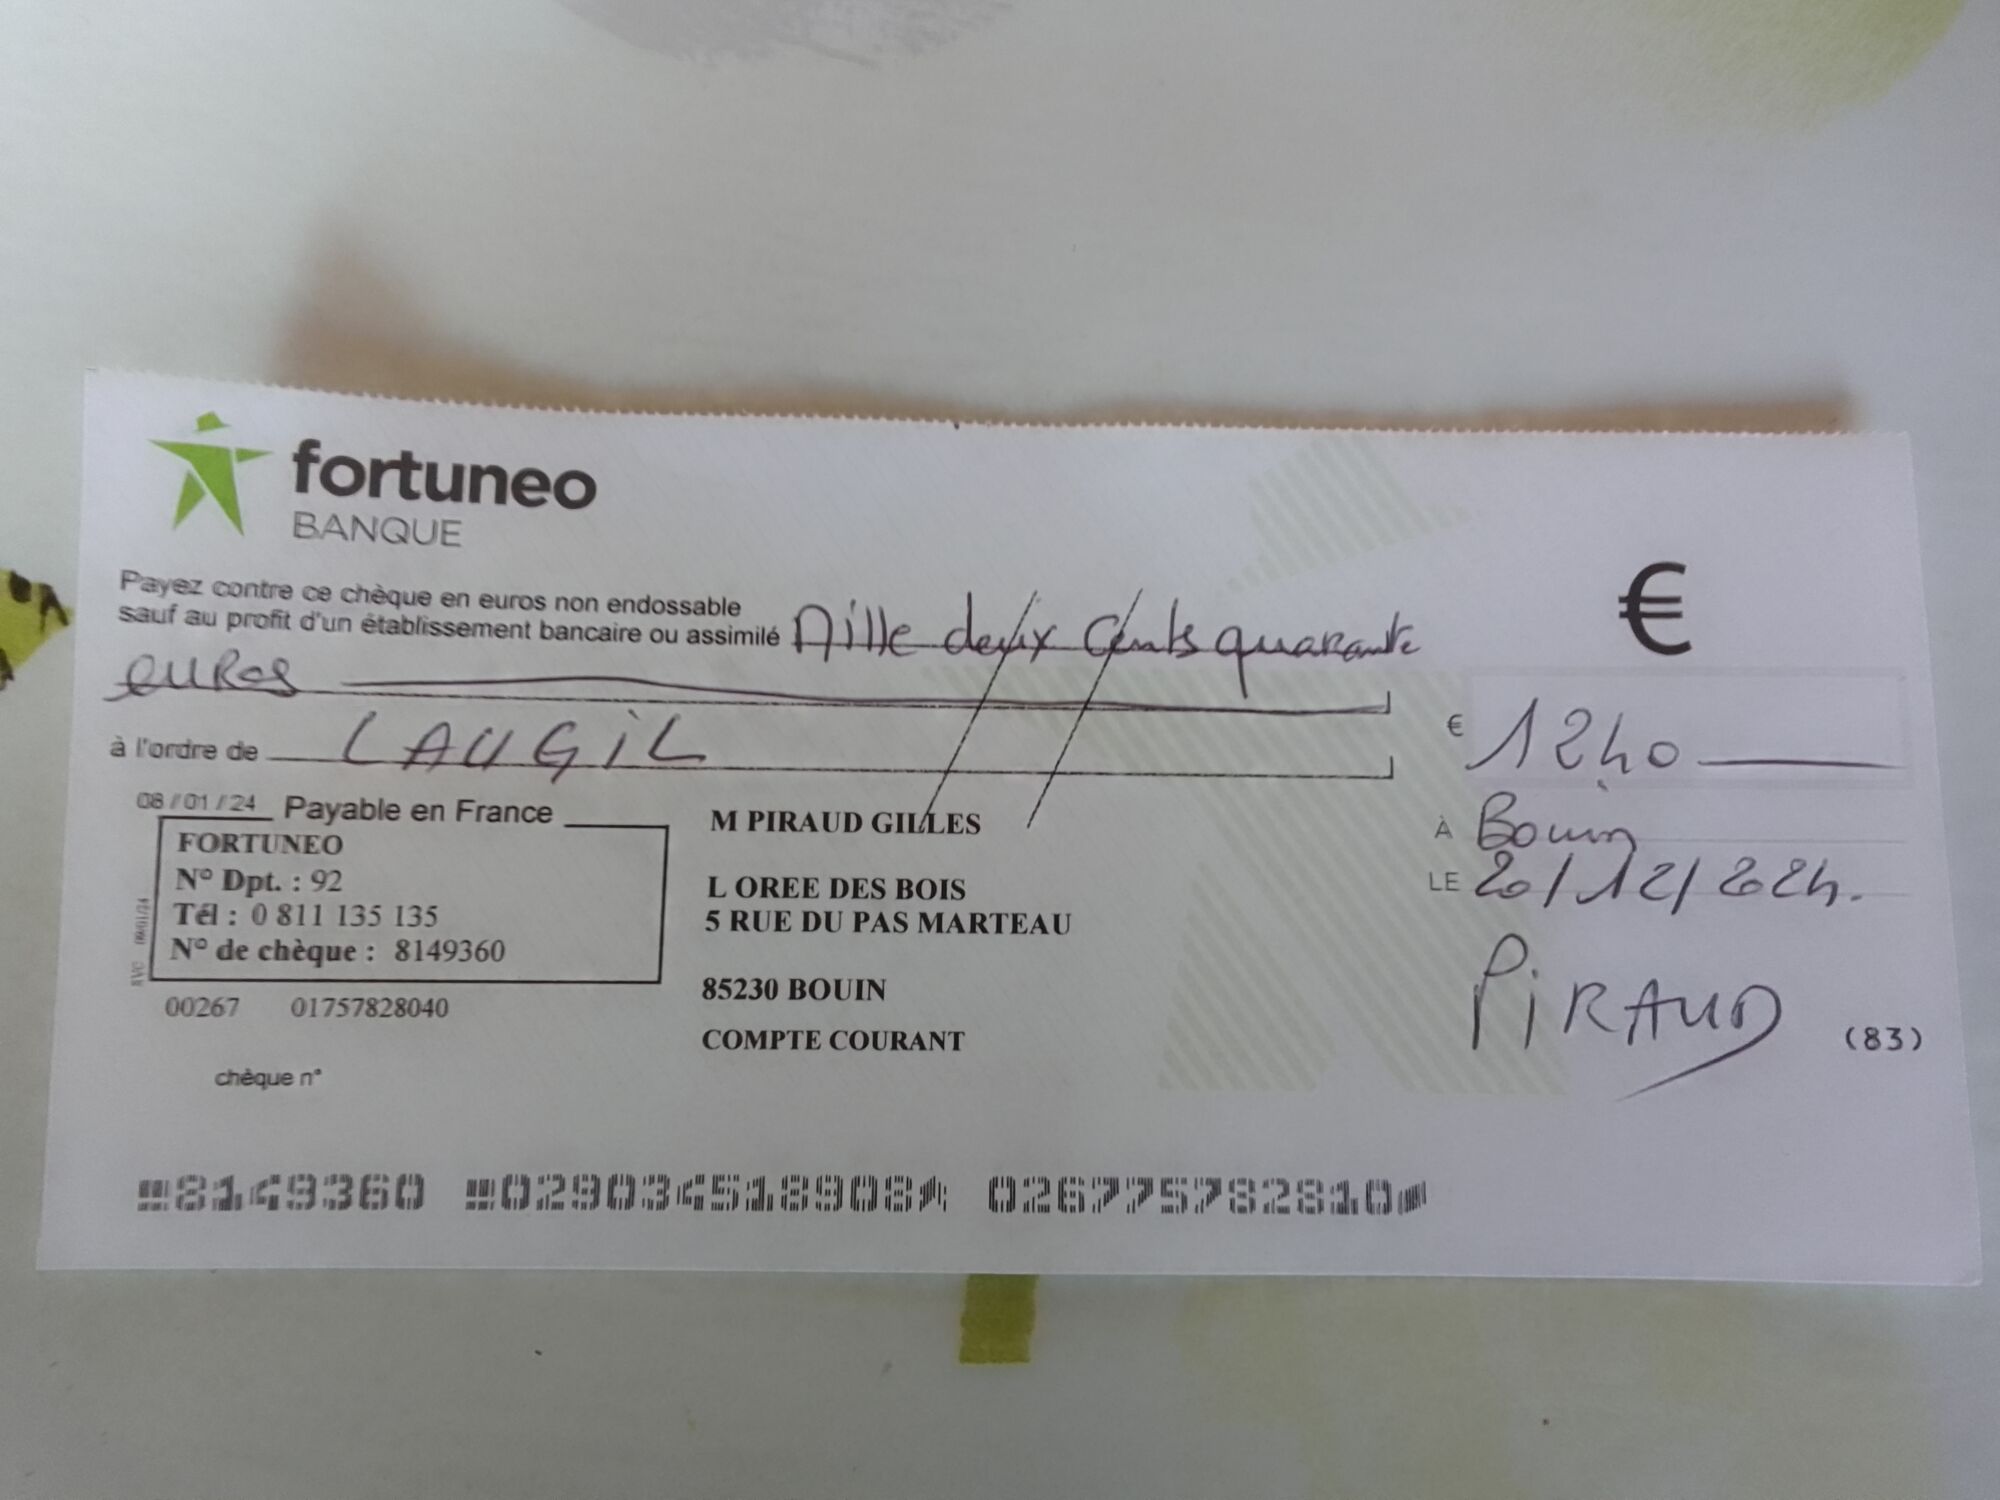 fortuneo
BANQUE
€
Payez contre ce chèque en euros non endossable
sauf au profit d'un établissement bancaire ou assimilé Mille deux cents quarante
euros
à l'ordre de LAUGIL
€ 1240
08/01/24 Payable en France
FORTUNEO
N° Dpt. : 92
Tél : 0 811 135 135
N° de chèque : 8149360
00267 01757828040
chèque n°
M PIRAUD GILLES
L OREE DES BOIS
5 RUE DU PAS MARTEAU
85230 BOUIN
COMPTE COURANT
À Bouin
LE 20/12/2024.
PIRAUD
(83)
8149360 029034518908 026775782810